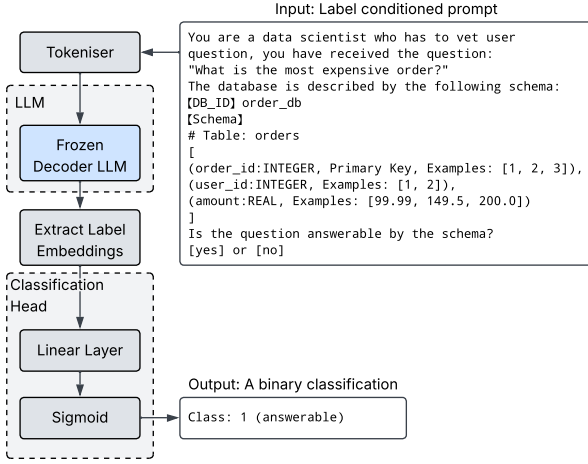 Input: Label conditioned prompt
Tokeniser
You are a data scientist who has to vet user
question, you have received the question:
"What is the most expensive order?"
The database is described by the following schema:
【DB_ID】 order_db
【Schema】
# Table: orders
[
(order_id:INTEGER, Primary Key, Examples: [1, 2, 3]),
(user_id:INTEGER, Examples: [1, 2]),
(amount:REAL, Examples: [99.99, 149.5, 200.0])
]
Is the question answerable by the schema?
[yes] or [no]
LLM
Frozen
Decoder LLM
Extract Label
Embeddings
Classification
Head
Linear Layer
Sigmoid
Output: A binary classification
Class: 1 (answerable)